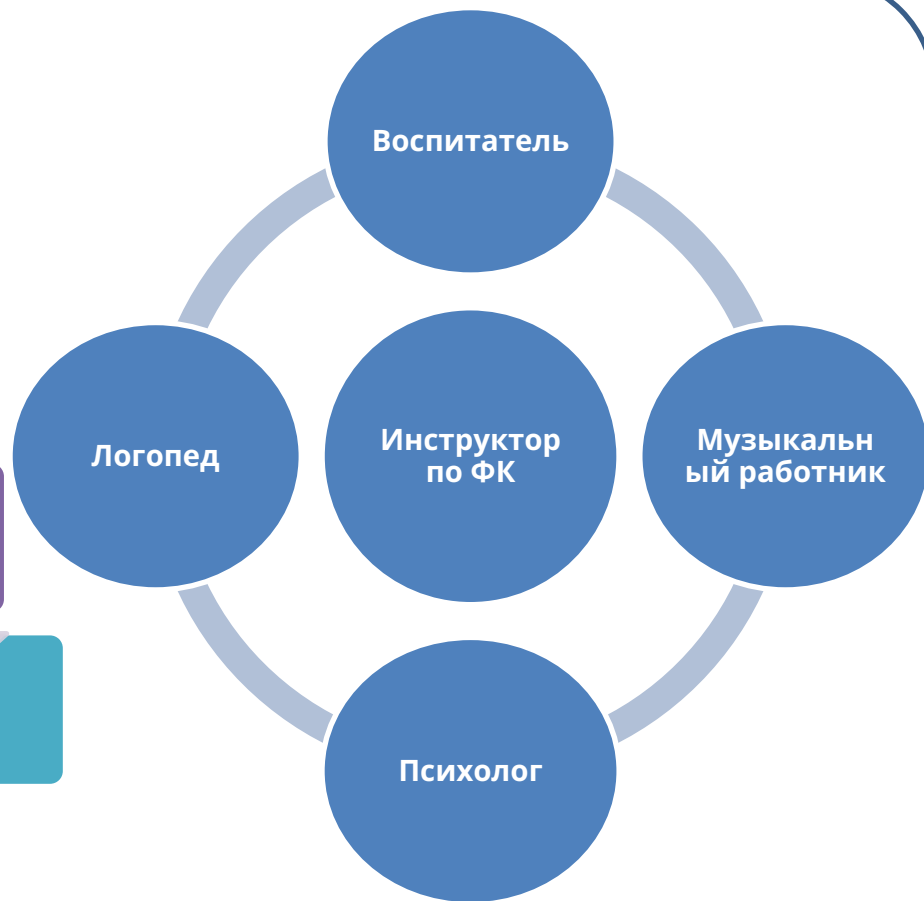 Воспитатель
Логопед
Инструктор
по ФК
Музыкальн
ый работник
Психолог